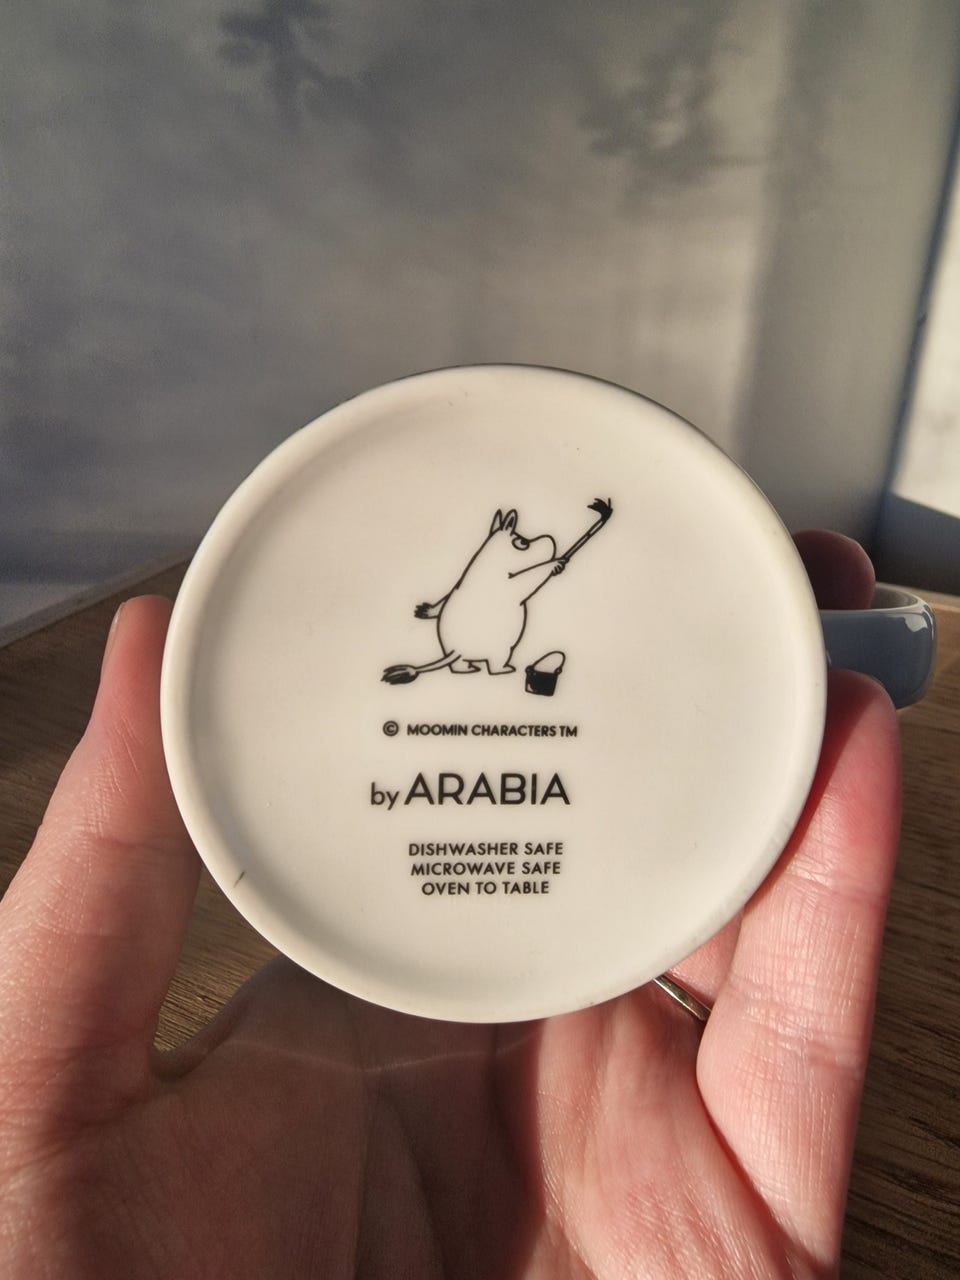 © MOOMIN CHARACTERS TM
by ARABIA
DISHWASHER SAFE
MICROWAVE SAFE
OVEN TO TABLE